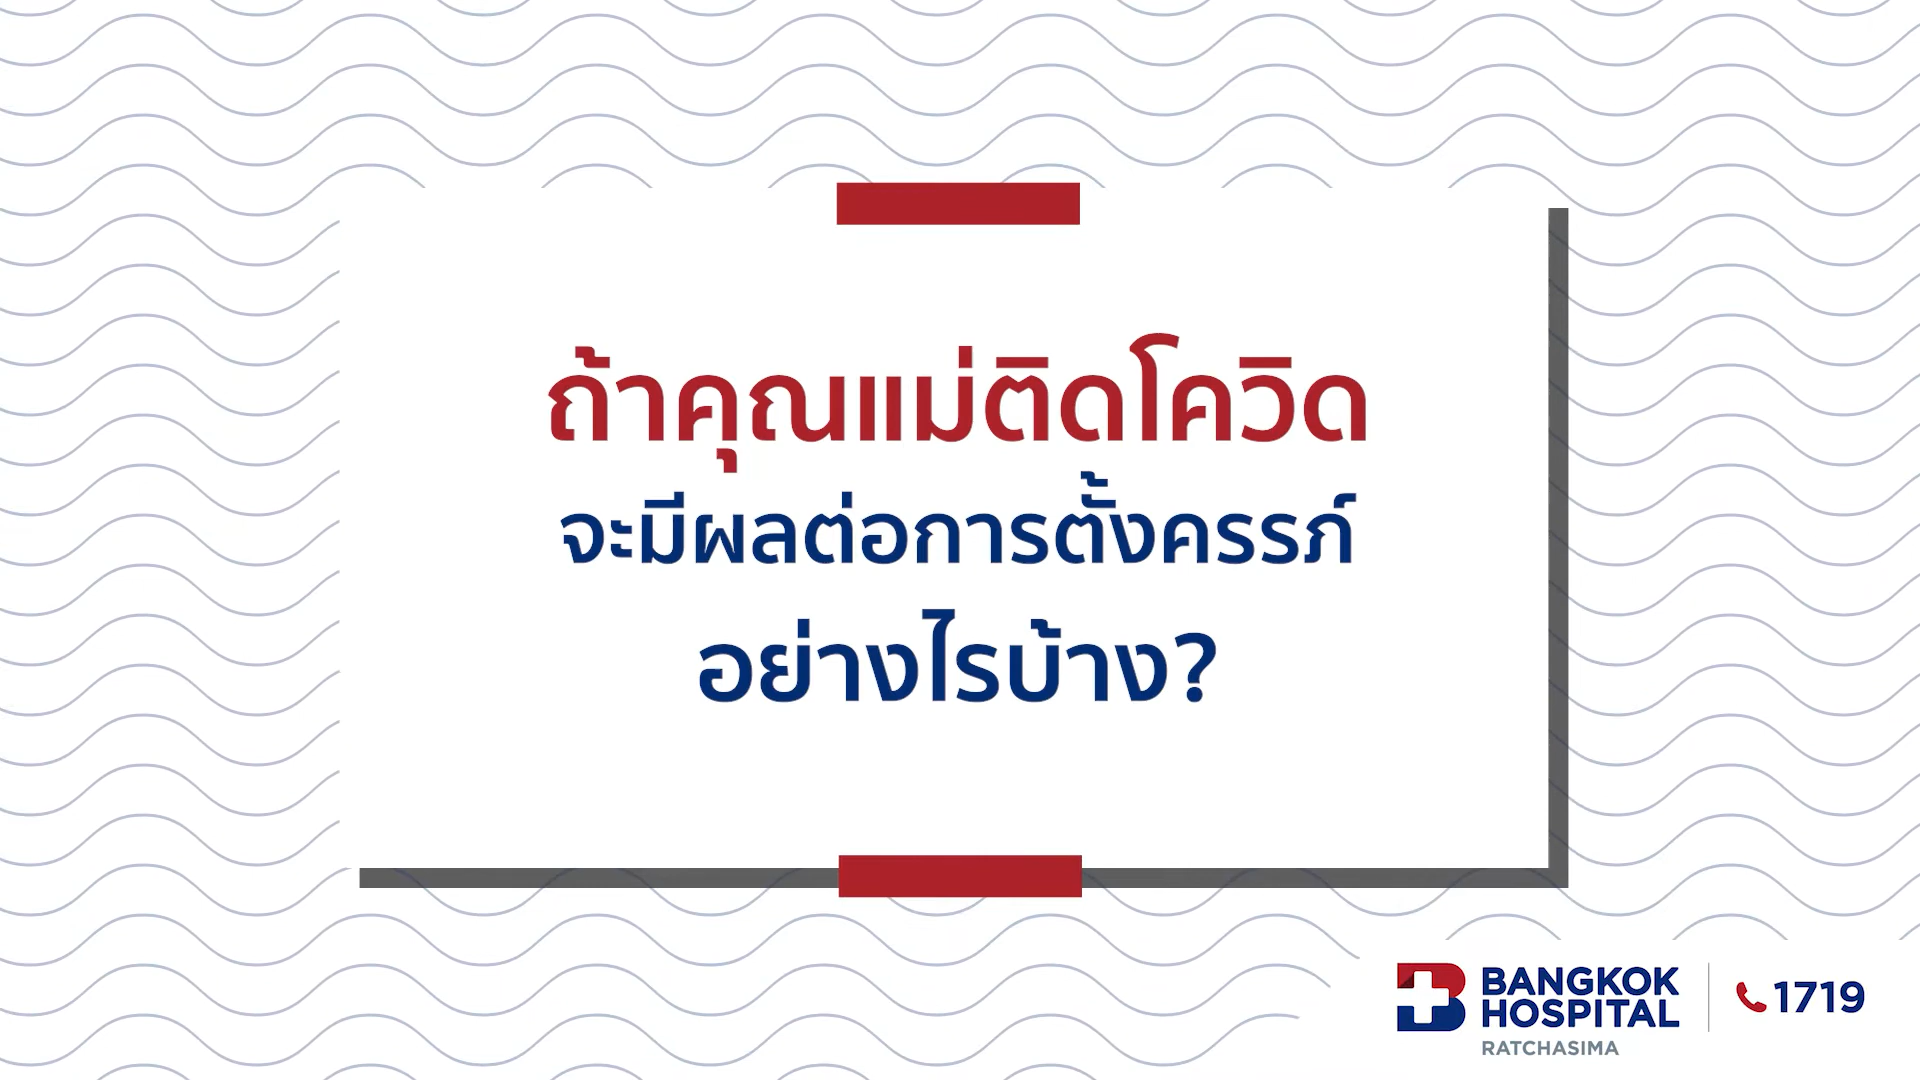 ถ้าคุณแม่ติดโควิด
จะมีผลต่อการตั้งครรภ์
อย่างไรบ้าง?
BANGKOK
HOSPITAL
RATCHASIMA
1719